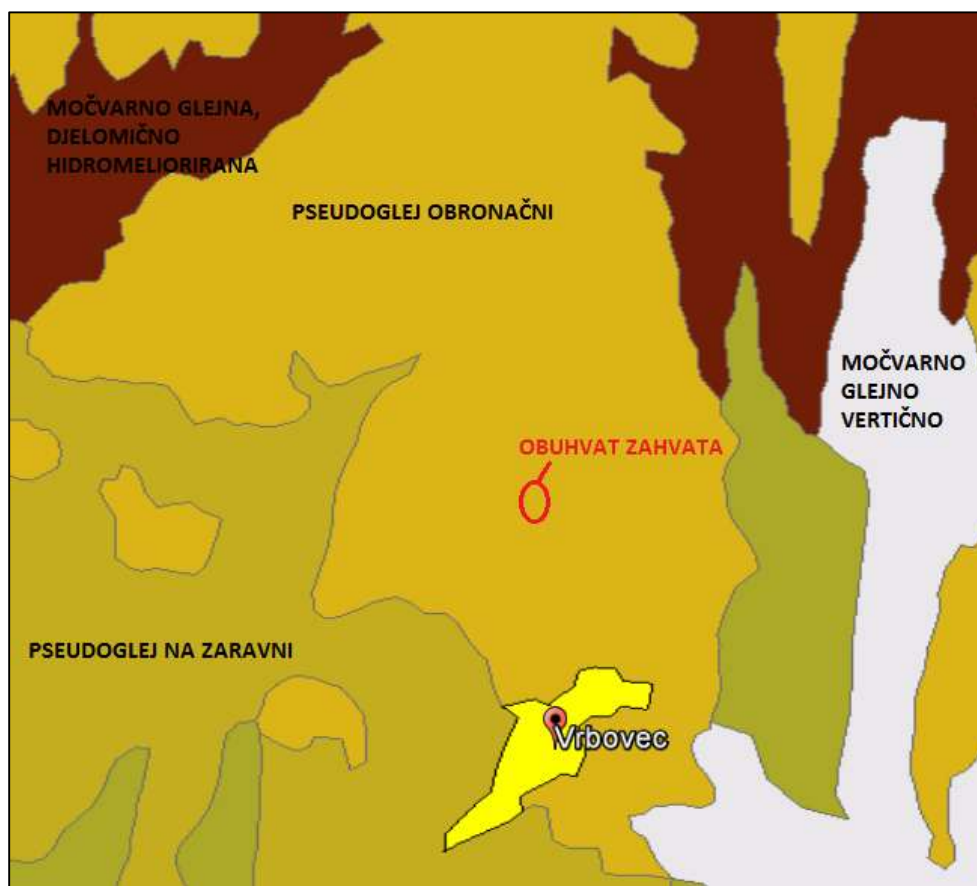 MOČVARNO GLEJNA,
DJELOMIČNO
HIDROMELIORIRANA
PSEUDOGLEJ OBRONAČNI
MOČVARNO
GLEJNO
VERTIČNO
OBUHVAT ZAHVATA
PSEUDOGLEJ NA ZARAVNI
Vrbovec